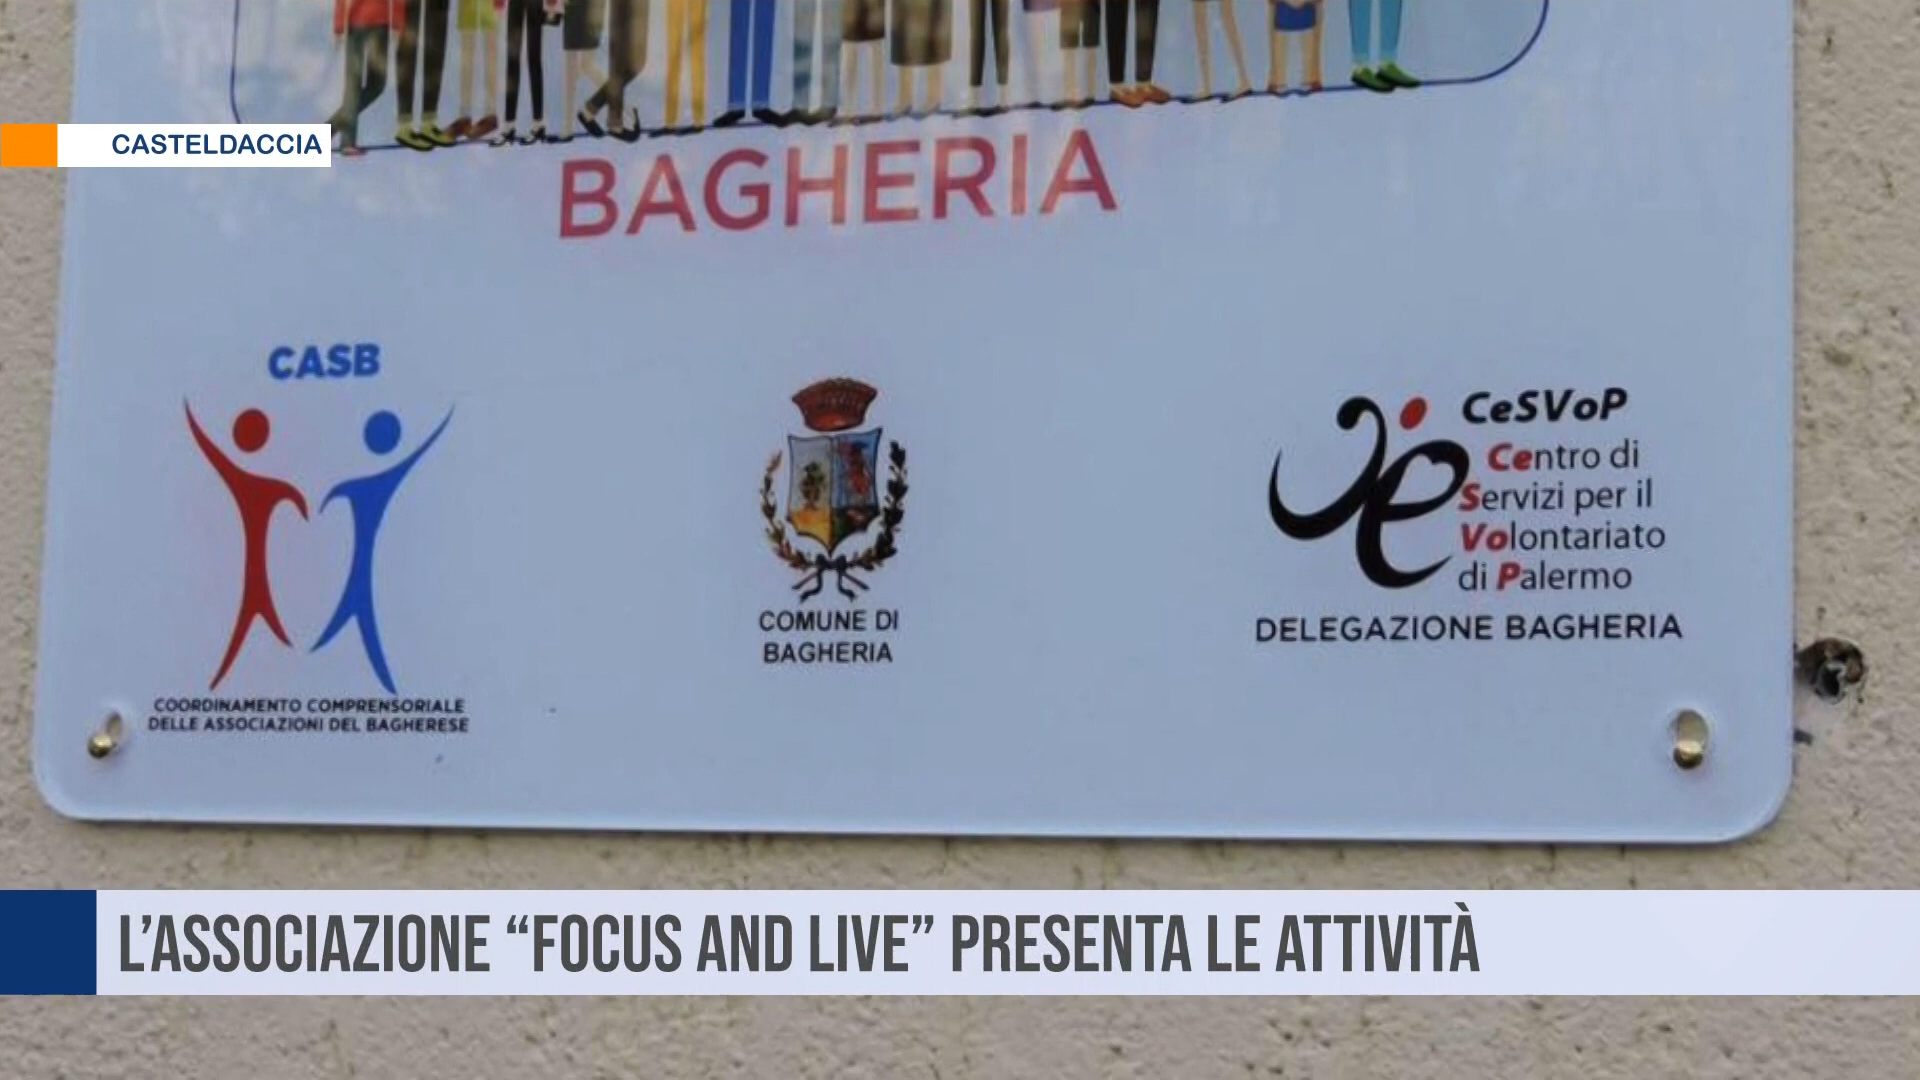 CASTELDACCIA
BAGHERIA
CASB
COORDINAMENTO COMPRENSORIALE
DELLE ASSOCIAZIONI DEL BAGHERESE
COMUNE DI
BAGHERIA
CeSVoP
Centro di
Servizi per il
Volontariato
di Palermo
DELEGAZIONE BAGHERIA
L’ASSOCIAZIONE “FOCUS AND LIVE” PRESENTA LE ATTIVITÀ